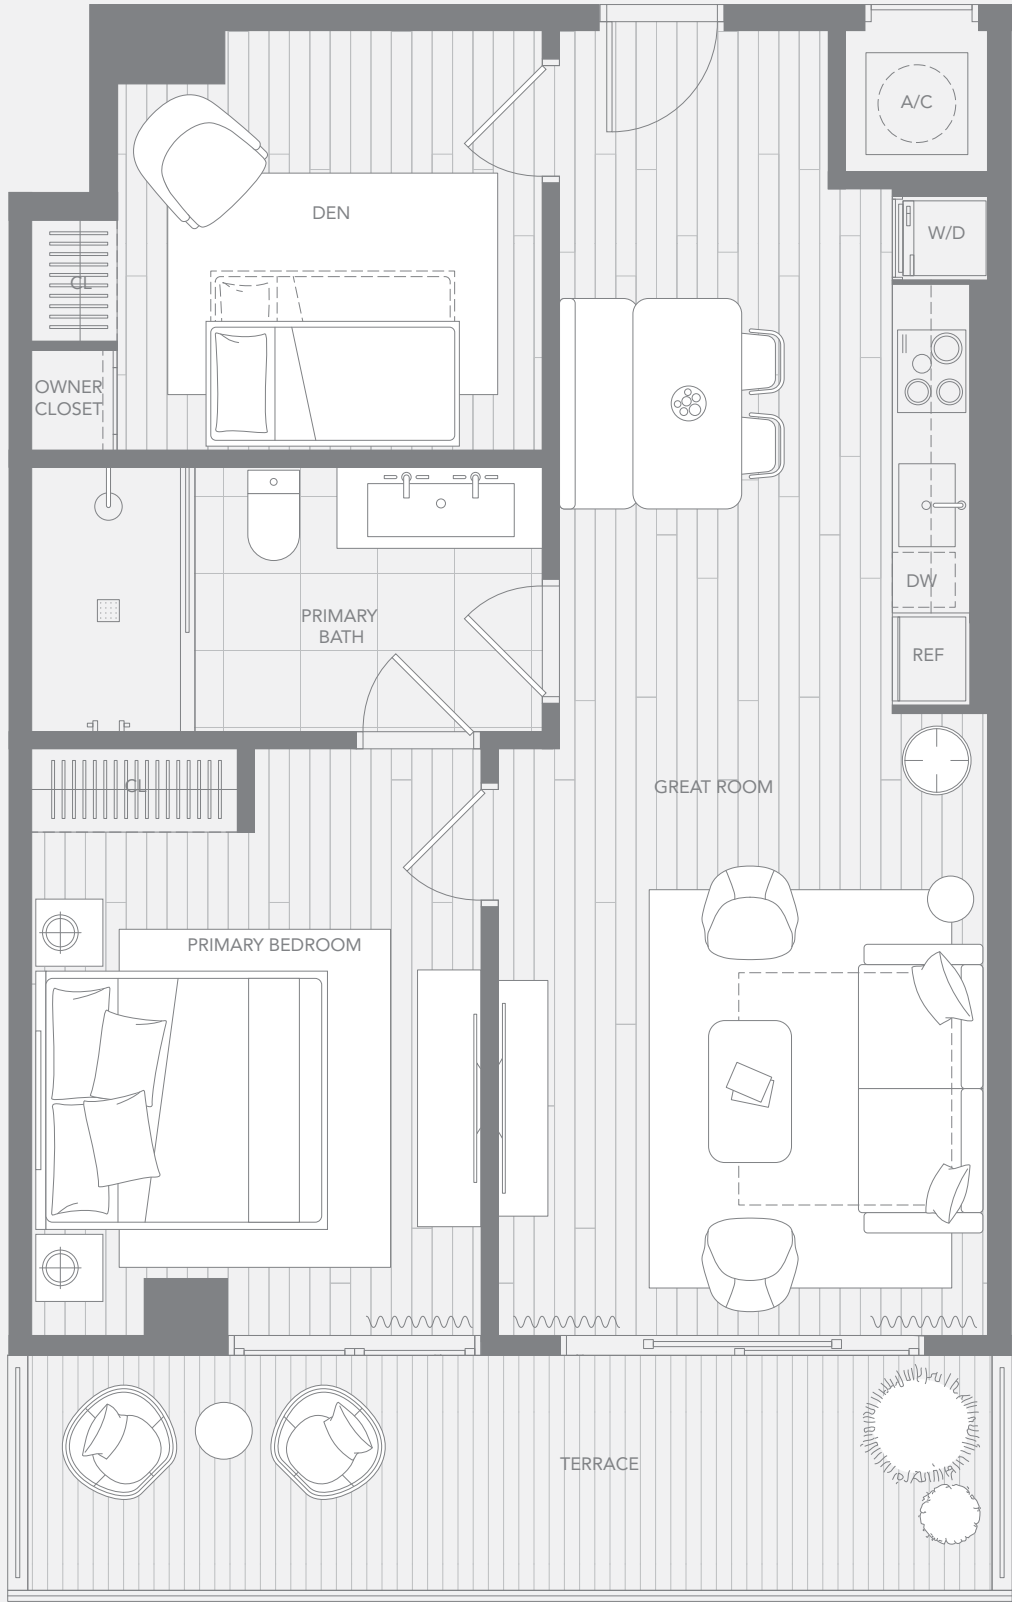 A/C
DEN
W/D
CL
OWNER
CLOSET
DW
PRIMARY
BATH
REF
CL
GREAT ROOM
PRIMARY BEDROOM
TERRACE